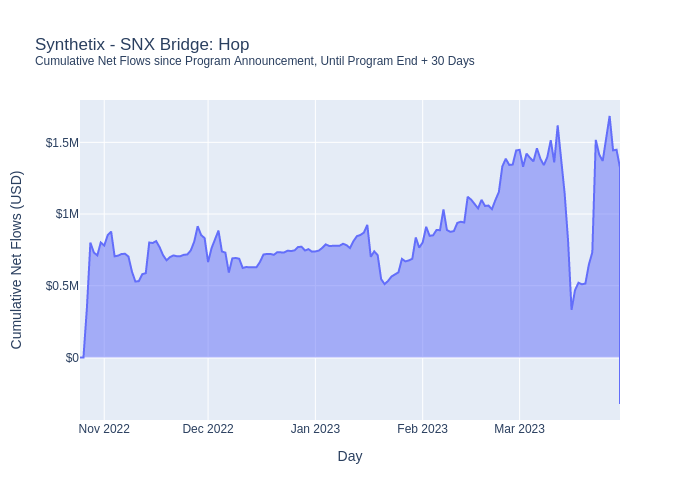 Synthetix - SNX Bridge: Hop
Cumulative Net Flows since Program Announcement, Until Program End + 30 Days
Cumulative Net Flows (USD)
$1.5M
$1M
$0.5M
$0
Nov 2022 Dec 2022 Jan 2023 Feb 2023 Mar 2023
Day